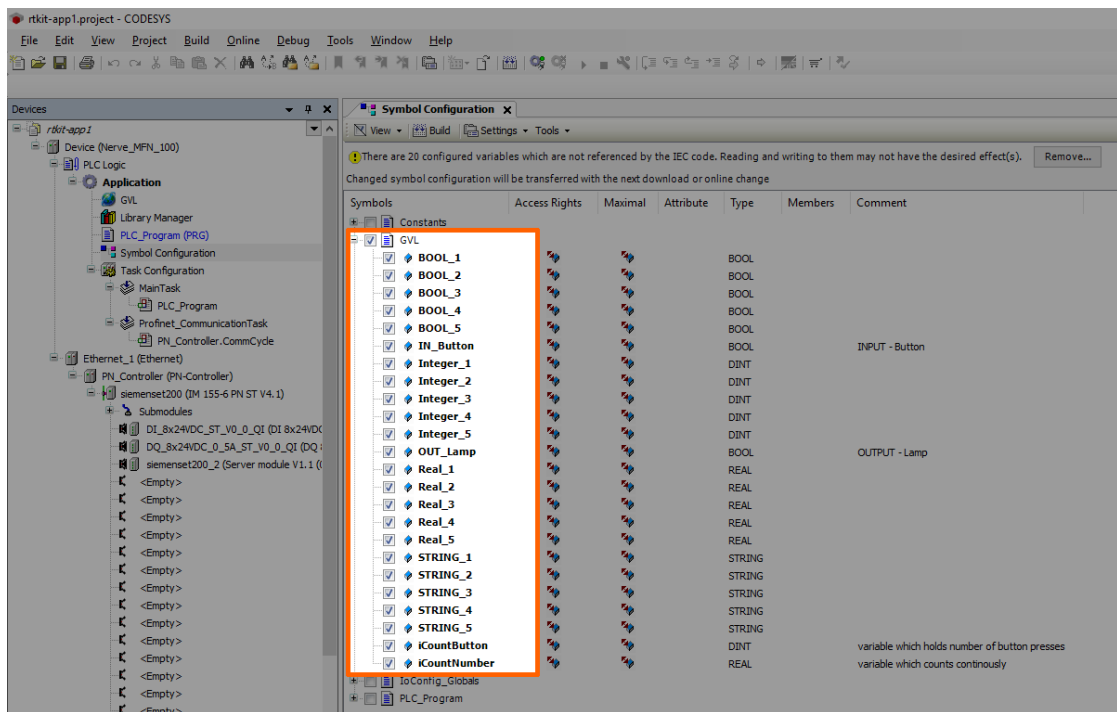 rtkit-app1.project - CODESYS
File Edit View Project Build Online Debug Tools Window Help
Devices
rtkit-app1
Device (Nerve_MFN_100)
PLC Logic
Application
GVL
Library Manager
PLC_Program (PRG)
Symbol Configuration
Task Configuration
MainTask
PLC_Program
Profinet_CommunicationTask
PN_Controller.CommCycle
Ethernet_1 (Ethernet)
PN_Controller (PN-Controller)
siemenset200 (IM 155-6 PN ST V4.1)
Submodules
DI_8x24VDC_ST_V0_0_QI (DI 8x24VDC
DQ_8x24VDC_0_5A_ST_V0_0_QI (DQ
siemenset200_2 (Server module V1.1 (
<Empty>
<Empty>
<Empty>
<Empty>
<Empty>
<Empty>
<Empty>
<Empty>
<Empty>
<Empty>
<Empty>
<Empty>
<Empty>
<Empty>
Symbol Configuration
View Build Settings Tools
There are 20 configured variables which are not referenced by the IEC code. Reading and writing to them may not have the desired effect(s). Remove...
Changed symbol configuration will be transferred with the next download or online change
Symbols Access Rights Maximal Attribute Type Members Comment
Constants
GVL
BOOL_1 BOOL
BOOL_2 BOOL
BOOL_3 BOOL
BOOL_4 BOOL
BOOL_5 BOOL
IN_Button BOOL INPUT - Button
Integer_1 DINT
Integer_2 DINT
Integer_3 DINT
Integer_4 DINT
Integer_5 DINT
OUT_Lamp BOOL OUTPUT - Lamp
Real_1 REAL
Real_2 REAL
Real_3 REAL
Real_4 REAL
Real_5 REAL
STRING_1 STRING
STRING_2 STRING
STRING_3 STRING
STRING_4 STRING
STRING_5 STRING
iCountButton DINT variable which holds number of button presses
iCountNumber REAL variable which counts continously
IoConfig_Globals
PLC_Program